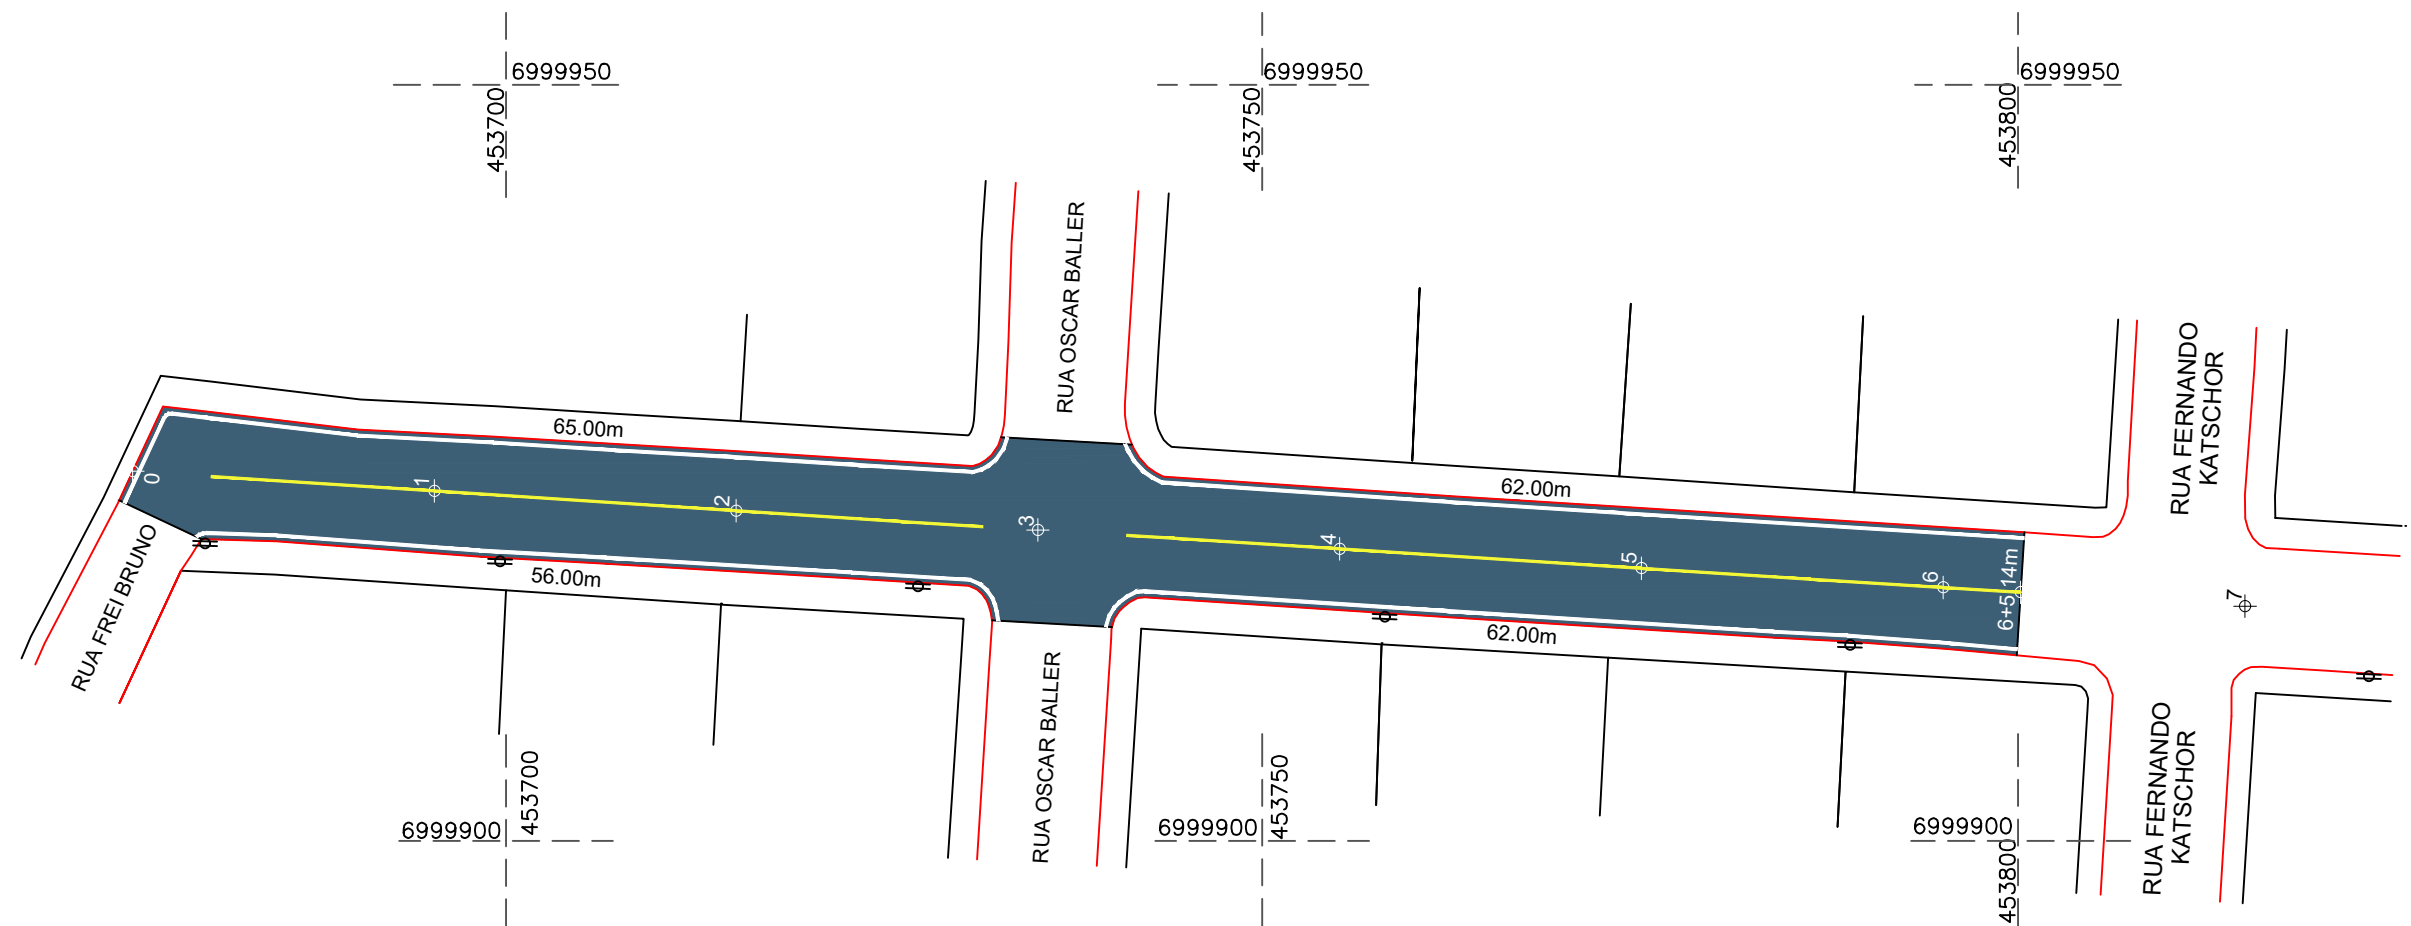 6999950
6999950
6999950
453700
453750
453800
RUA OSCAR BALLER
RUA FERNANDO
KATSCHOR
65.00m
62.00m
0
1
2
3
4
5
6
6+5.14m
7
RUA FREI BRUNO
56.00m
62.00m
RUA OSCAR BALLER
RUA FERNANDO
KATSCHOR
453700
453750
453800
6999900
6999900
6999900